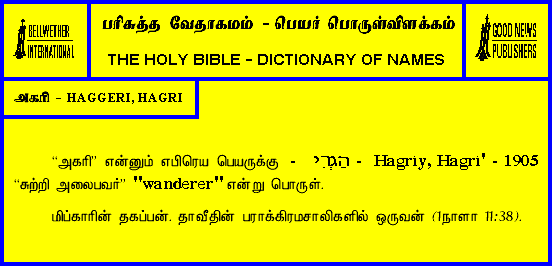 BELLWETHER
INTERNATIONAL
பரிசுத்த வேதாகமம் - பெயர் பொருள்விளக்கம்
THE HOLY BIBLE - DICTIONARY OF NAMES
GOOD NEWS
PUBLISHERS
அகரி - HAGGERI, HAGRI
“அகரி” என்னும் எபிரெய பெயருக்கு - הַגְרִי - Hagriy, Hagri' - 1905
“சுற்றி அலைபவர்” "wanderer" என்று பொருள்.
மிப்காரின் தகப்பன். தாவீதின் பராக்கிரமசாலிகளில் ஒருவன் (1நாளா 11:38).